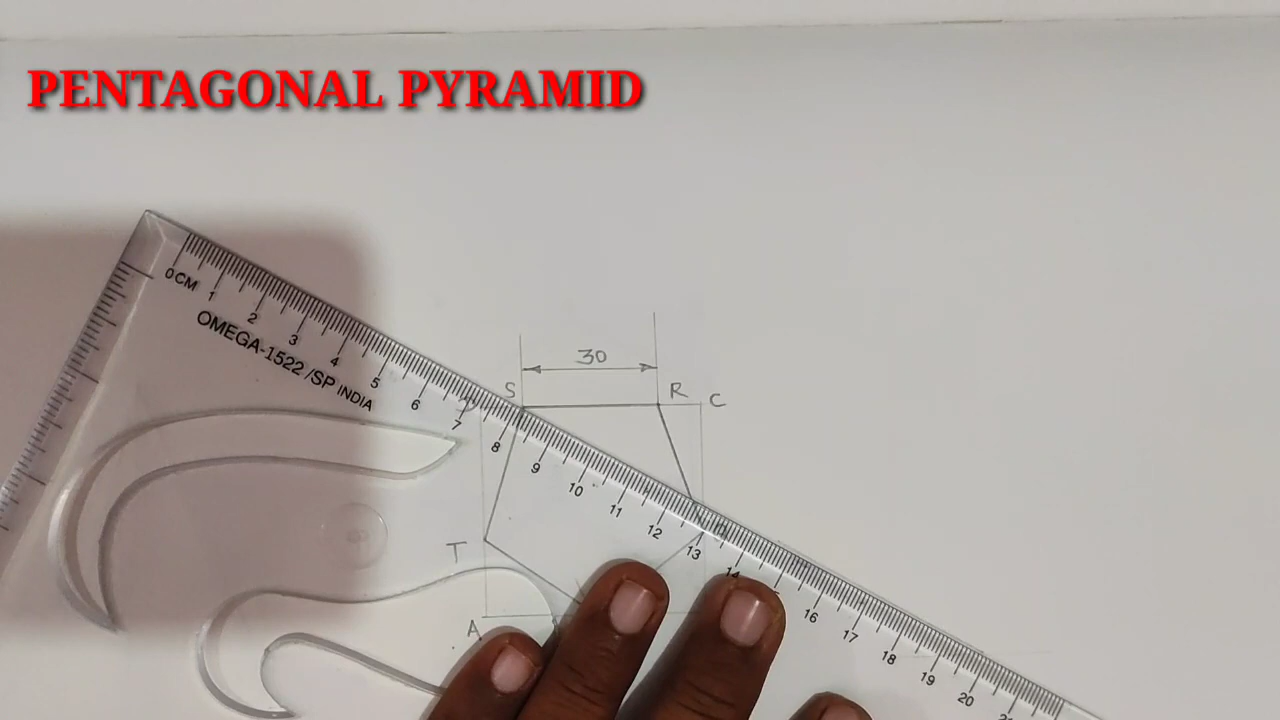 PENTAGONAL PYRAMID
0CM 1 2 3 4 5 6 7 8 9 10 11 12 13 14 16 17 18 19 20
OMEGA-1522 /SP INDIA
30
S R C
T
A